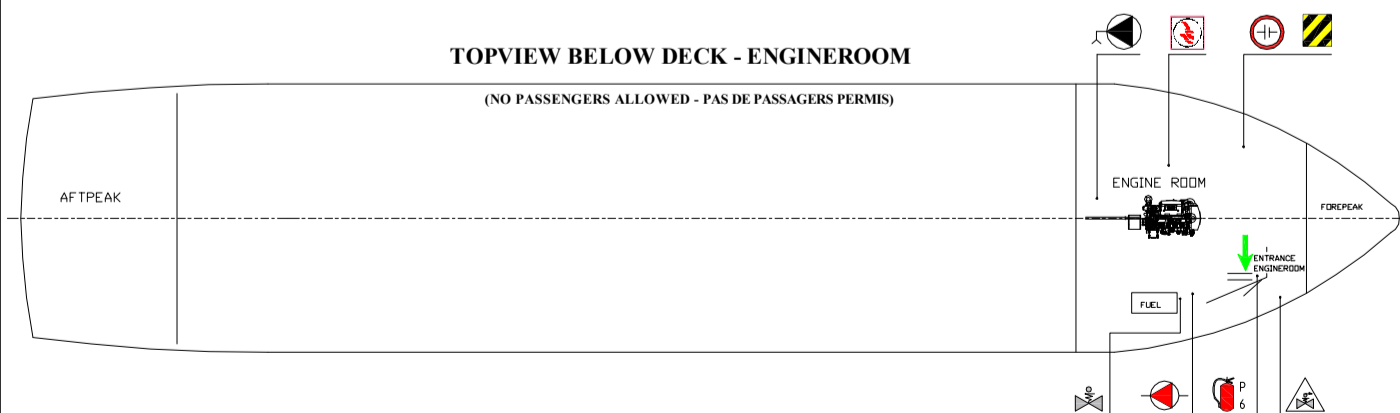 TOPVIEW BELOW DECK - ENGINEROOM
(NO PASSENGERS ALLOWED - PAS DE PASSAGERS PERMIS)
AFTPEAK
ENGINE ROOM
FOREPEAK
ENTRANCE
ENGINEROOM
FUEL
P
6